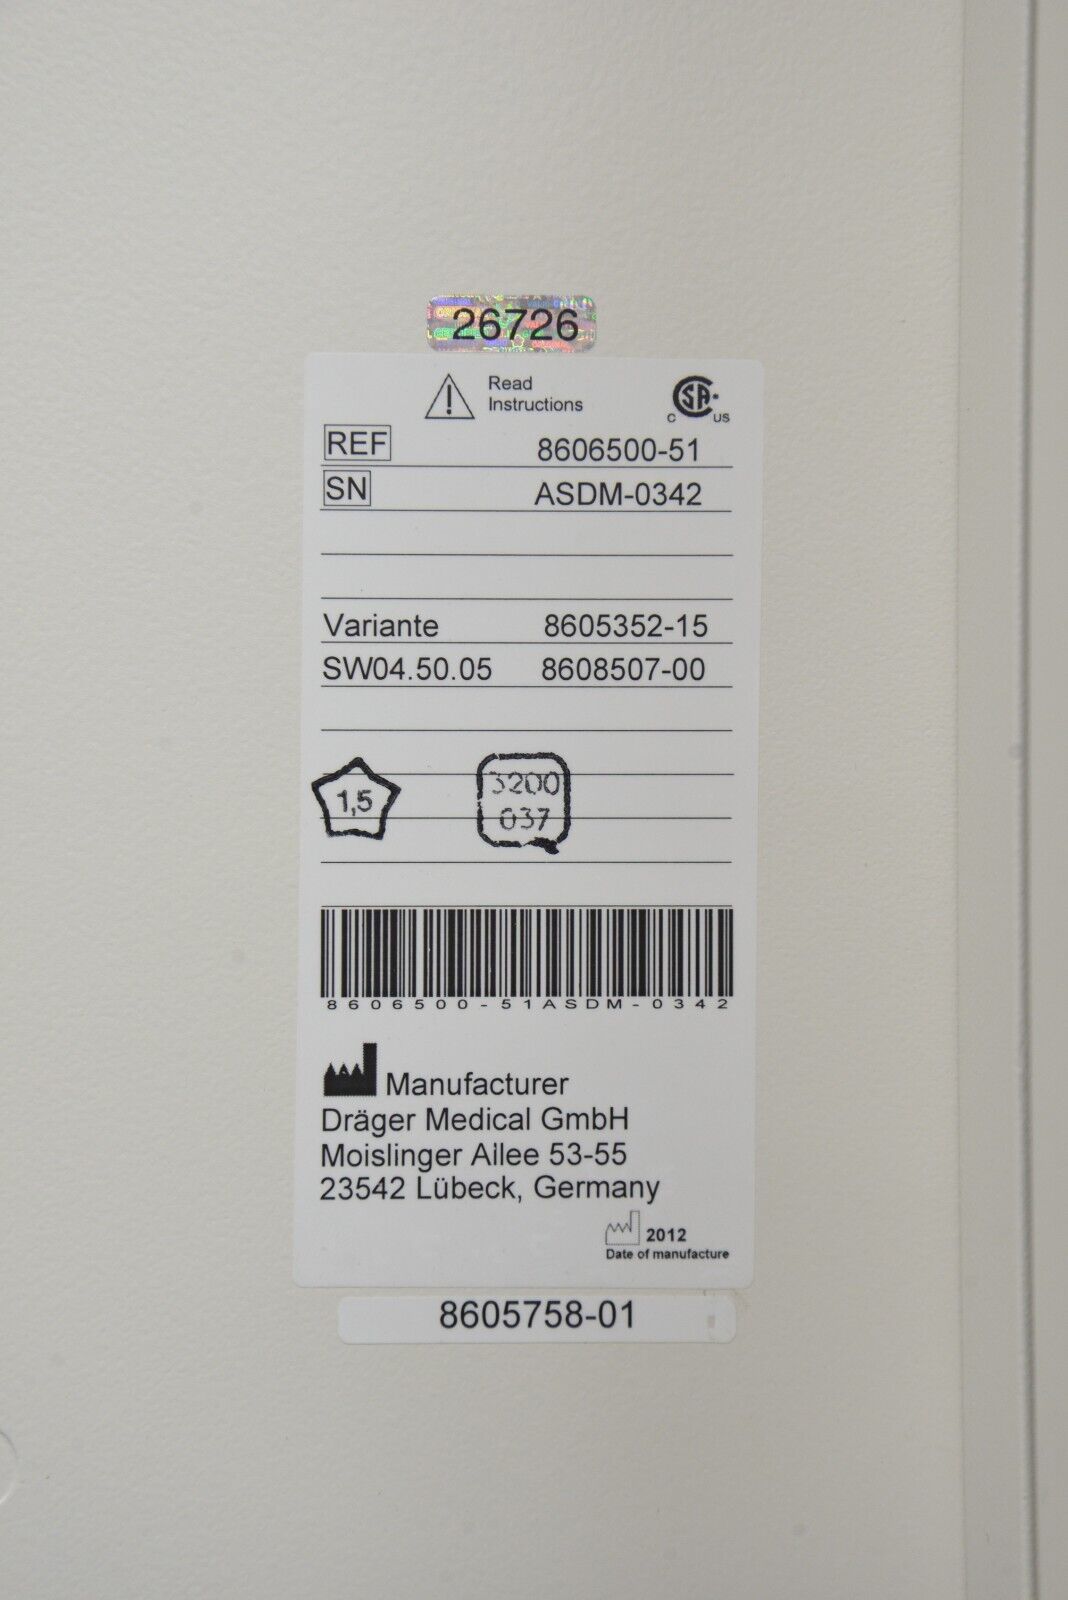 26726
Read
Instructions
C SA US
REF 8606500-51
SN ASDM-0342
Variante 8605352-15
SW04.50.05 8608507-00
1,5
3200
037
8606500-51ASDM-0342
Manufacturer
Dräger Medical GmbH
Moislinger Allee 53-55
23542 Lübeck, Germany
2012
Date of manufacture
8605758-01